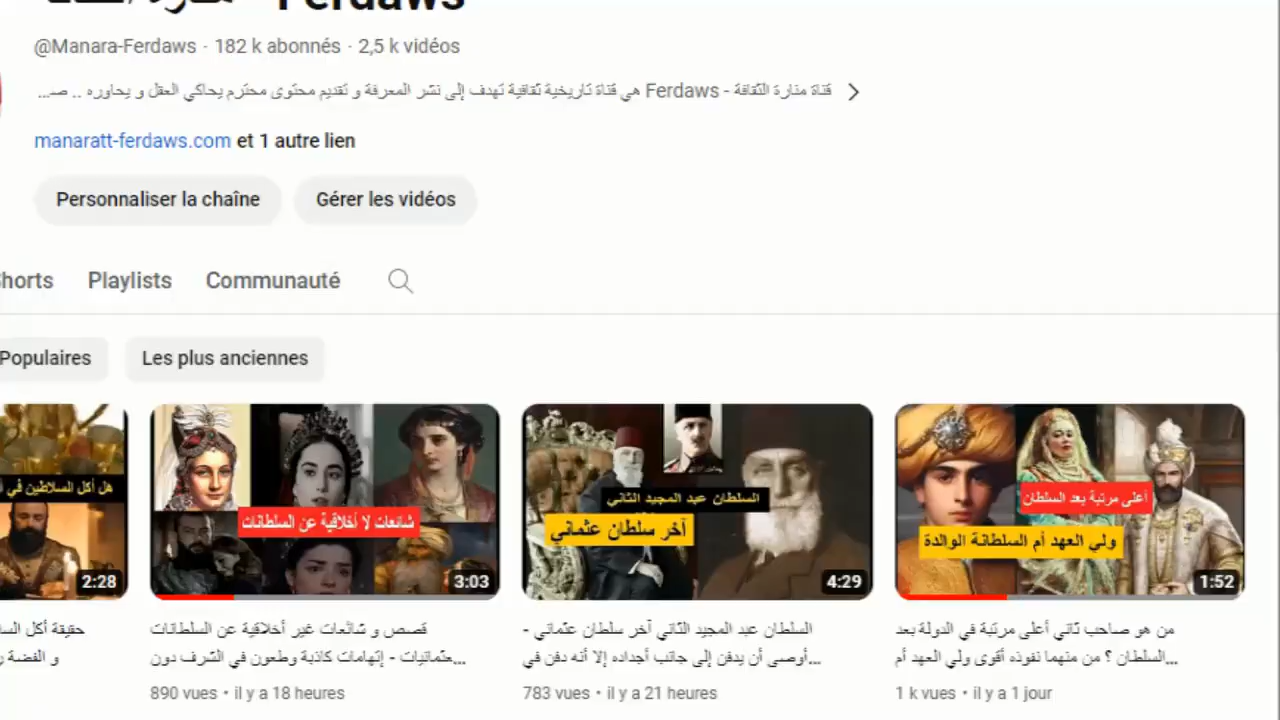 Ferdaws
@Manara-Ferdaws · 182 k abonnés · 2,5 k vidéos
قناة منارة الثقافة - Ferdaws هي قناة تاريخية ثقافية تهدف إلى نشر المعرفة و تقديم محتوى محترم يحاكي العقل و يحاوره .. صـ...
manaratt-ferdaws.com et 1 autre lien
Personnaliser la chaîne
Gérer les vidéos
Shorts
Playlists
Communauté
Populaires
Les plus anciennes
هل أكل السلاطين في
2:28
شائعات لا أخلاقية عن السلطانات
3:03
السلطان عبد المجيد الثاني
آخر سلطان عثماني
4:29
أعلى مرتبة بعد السلطان
ولي العهد أم السلطانة الوالدة
1:52
حقيقة أكل
و الفضة
قصص و شائعات غير أخلاقية عن السلطانات
عثمانيات - إتهامات كاذبة وطعون في الشرف دون...
890 vues · il y a 18 heures
السلطان عبد المجيد الثاني آخر سلطان عثماني -
أوصى أن يدفن إلى جانب أجداده إلا أنه دفن في...
783 vues · il y a 21 heures
من هو صاحب ثاني أعلى مرتبة في الدولة بعد
السلطان ؟ من منهما نفوذه أقوى ولي العهد أم...
1 k vues · il y a 1 jour